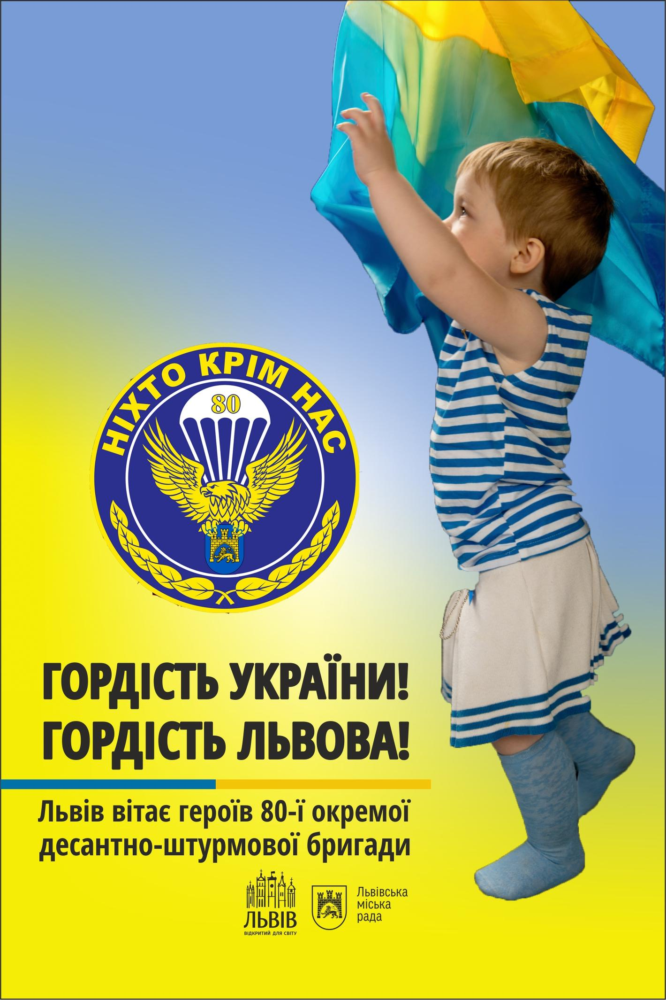 НІХТО КРІМ НАС
80
ГОРДІСТЬ УКРАЇНИ!
ГОРДІСТЬ ЛЬВОВА!
Львів вітає героїв 80-ї окремої
десантно-штурмової бригади
ЛЬВІВ
ВІДКРИТИЙ ДЛЯ СВІТУ
Львівська
міська
рада